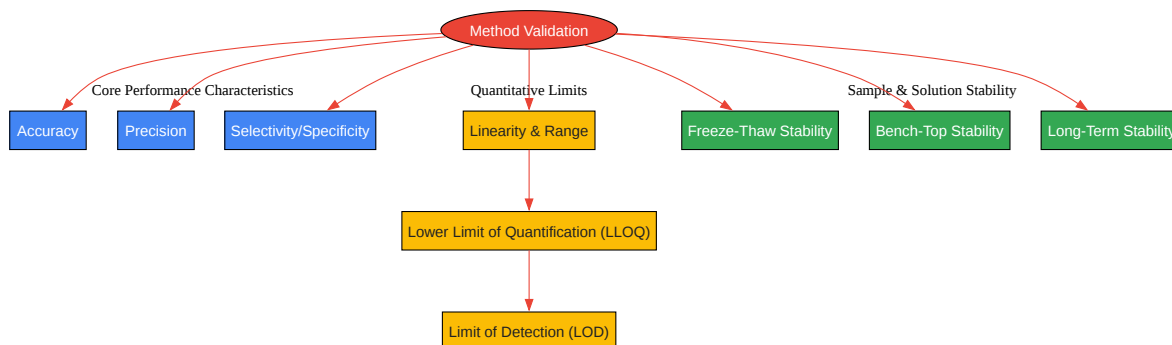 Method Validation
Core Performance Characteristics
Quantitative Limits
Sample & Solution Stability
Accuracy
Precision
Selectivity/Specificity
Linearity & Range
Freeze-Thaw Stability
Bench-Top Stability
Long-Term Stability
Lower Limit of Quantification (LLOQ)
Limit of Detection (LOD)